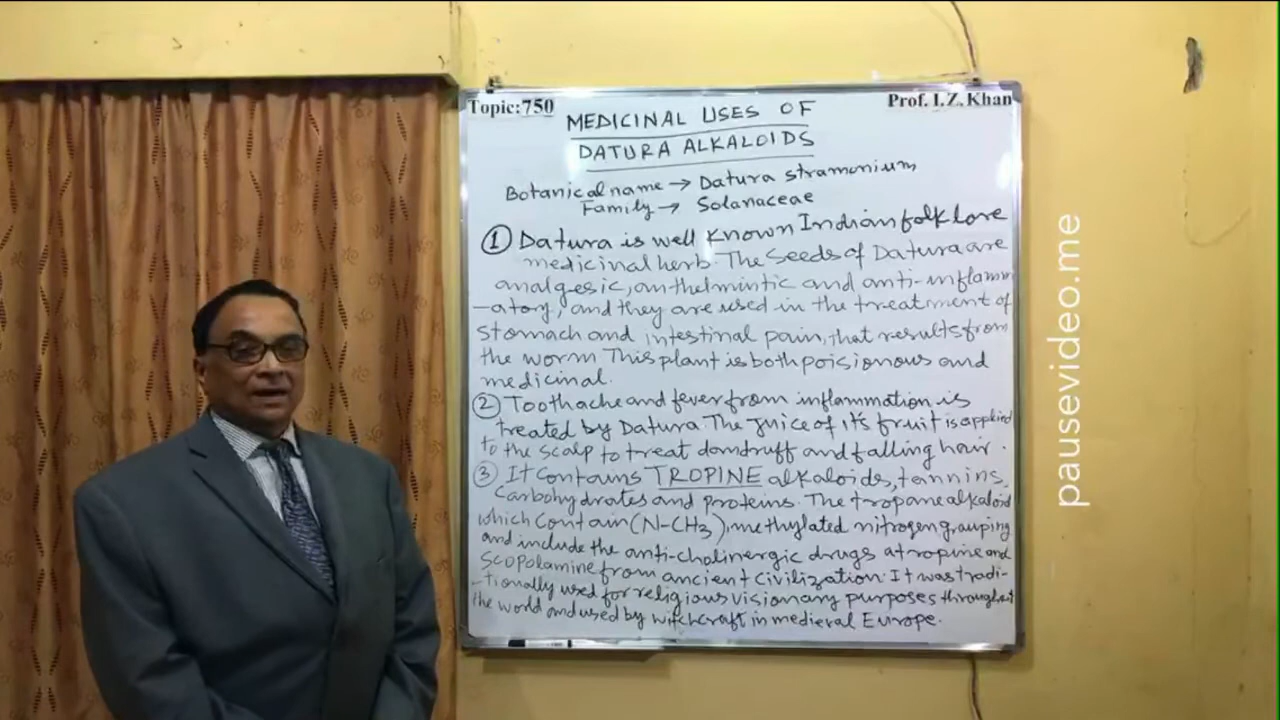 Topic:750
Prof. I.Z. Khan
MEDICINAL USES OF
DATURA ALKALOIDS
Botanical name → Datura stramonium
Family → Solanaceae
① Datura is well known Indian folklore
medicinal herb. The seeds of Datura are
analgesic, anthelmintic and anti-inflamm
-atory, and they are used in the treatment of
stomach and intestinal pain, that results from
the worm. This plant is both poisionous and
medicinal.
② Toothache and fever from inflammation is
treated by Datura. The juice of it's fruit is applied
to the scalp to treat dandruff and falling hair.
③ It contains TROPINE alkaloids, tannins,
carbohydrates and proteins. The tropane alkaloid
which contain (N-CH3), methylated nitrogen grouping
and include the anti-cholinergic drugs atropine and
scopolamine from ancient civilization. It was tradi-
-tionally used for religious visionary purposes throughout
the world and used by witchcraft in medieval Europe.
pausevideo.me